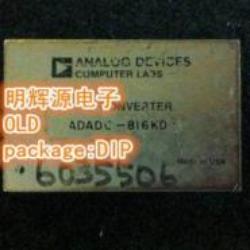 ANALOG DEVICES
COMPUTER LABS
明辉源电子
CONVERTER
OLD
ADADC-816KD
package:DIP
Made in USA
6035506